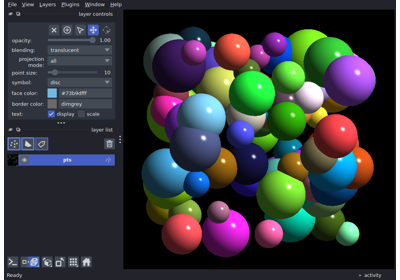 File View Layers Plugins Window Help
layer controls
opacity: 1.00
blending: translucent
projection mode: all
point size: 10
symbol: disc
face color: #73b9dfff
border color: dimgrey
text: display scale
layer list
pts
Ready
activity